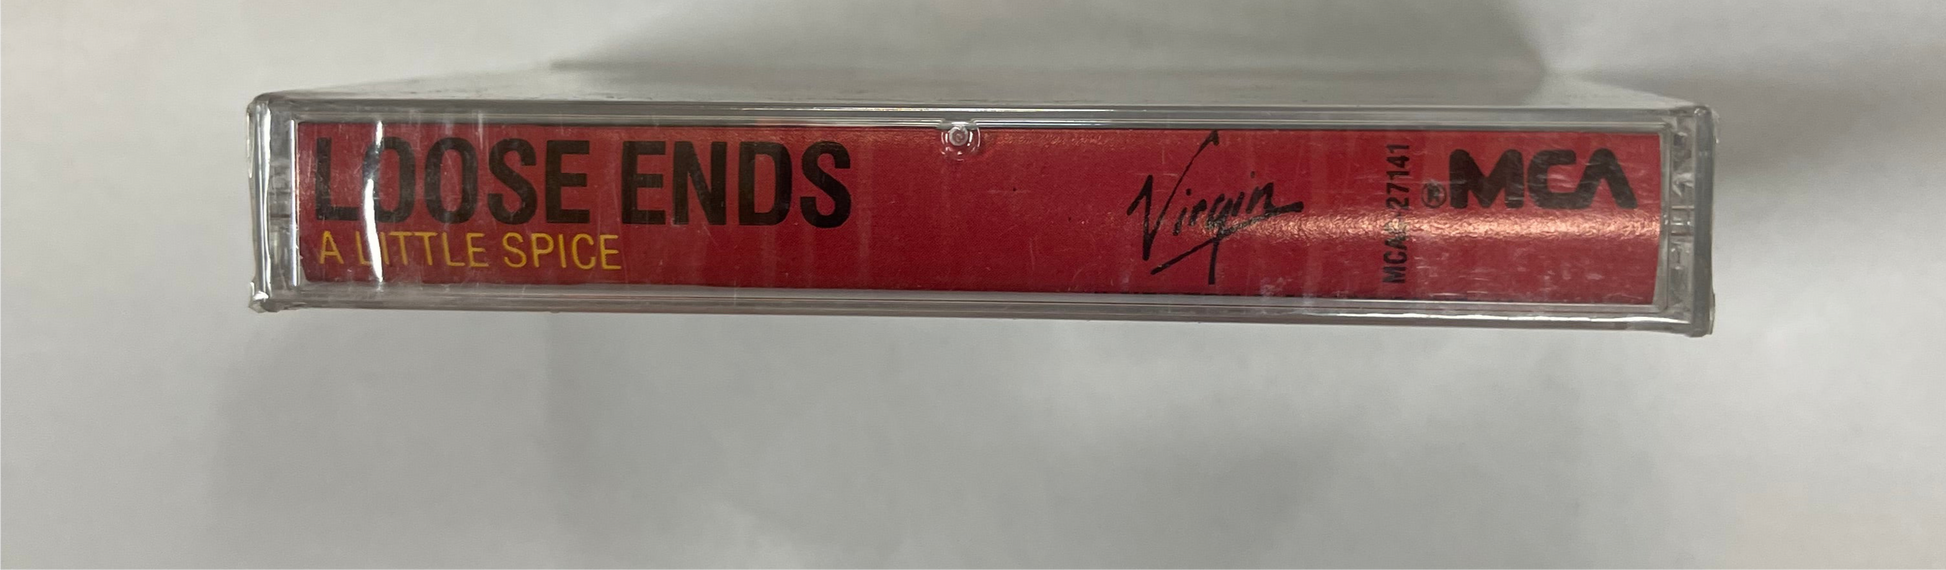 LOOSE ENDS
A LITTLE SPICE
Virgin
MCAC-27141
MCA